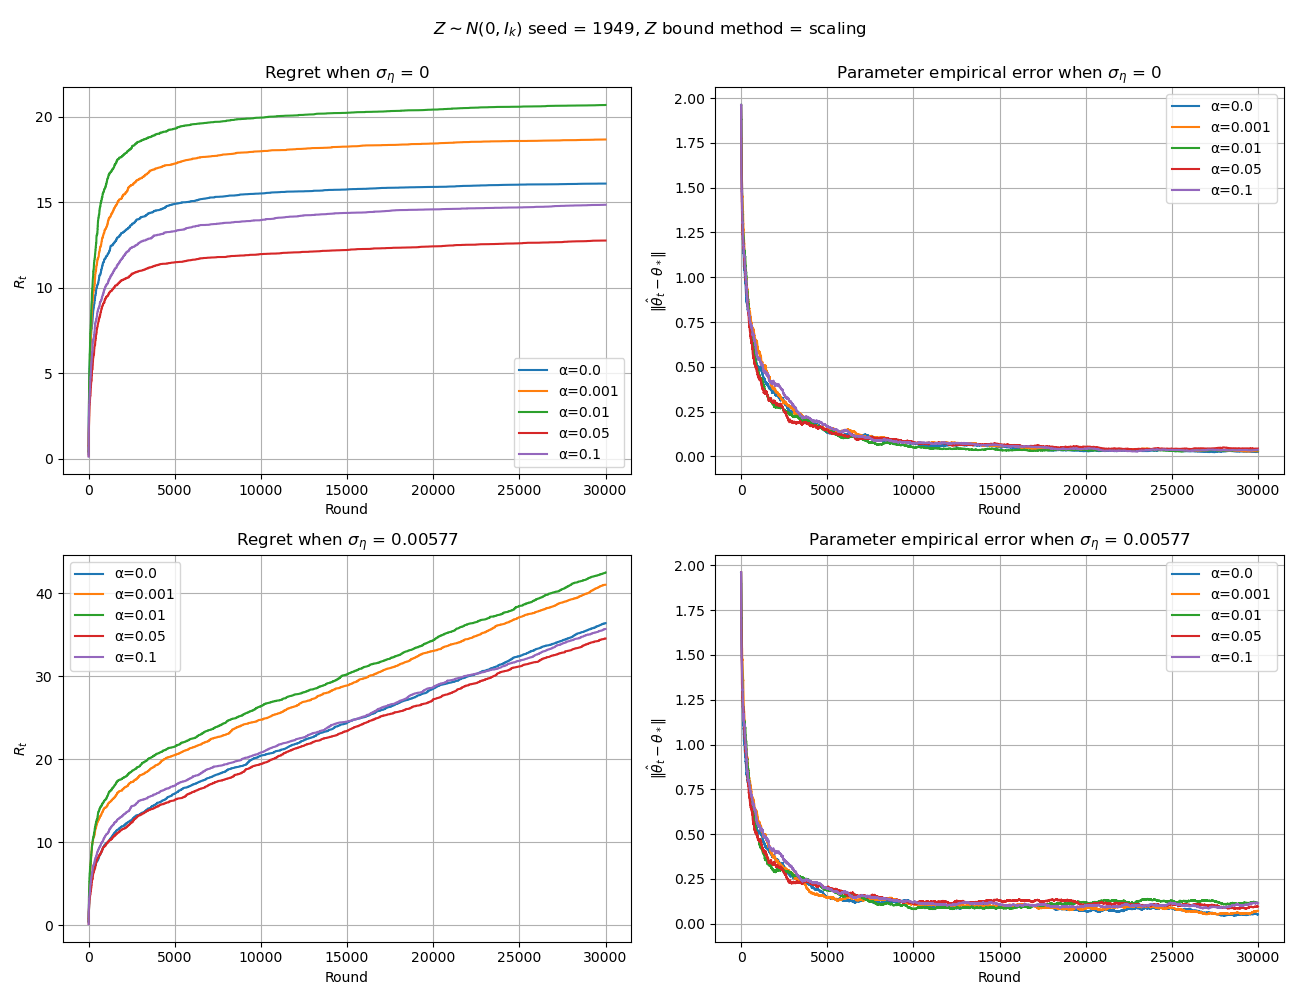 Z ~ N(0, I_k) seed = 1949, Z bound method = scaling
Regret when σ_η = 0
20
15
10
5
0
R_t
0 5000 10000 15000 20000 25000 30000
Round
α=0.0
α=0.001
α=0.01
α=0.05
α=0.1
Parameter empirical error when σ_η = 0
2.00
1.75
1.50
1.25
1.00
0.75
0.50
0.25
0.00
‖θ̂_t − θ_*‖
0 5000 10000 15000 20000 25000 30000
Round
α=0.0
α=0.001
α=0.01
α=0.05
α=0.1
Regret when σ_η = 0.00577
40
30
20
10
0
R_t
0 5000 10000 15000 20000 25000 30000
Round
α=0.0
α=0.001
α=0.01
α=0.05
α=0.1
Parameter empirical error when σ_η = 0.00577
2.00
1.75
1.50
1.25
1.00
0.75
0.50
0.25
0.00
‖θ̂_t − θ_*‖
0 5000 10000 15000 20000 25000 30000
Round
α=0.0
α=0.001
α=0.01
α=0.05
α=0.1